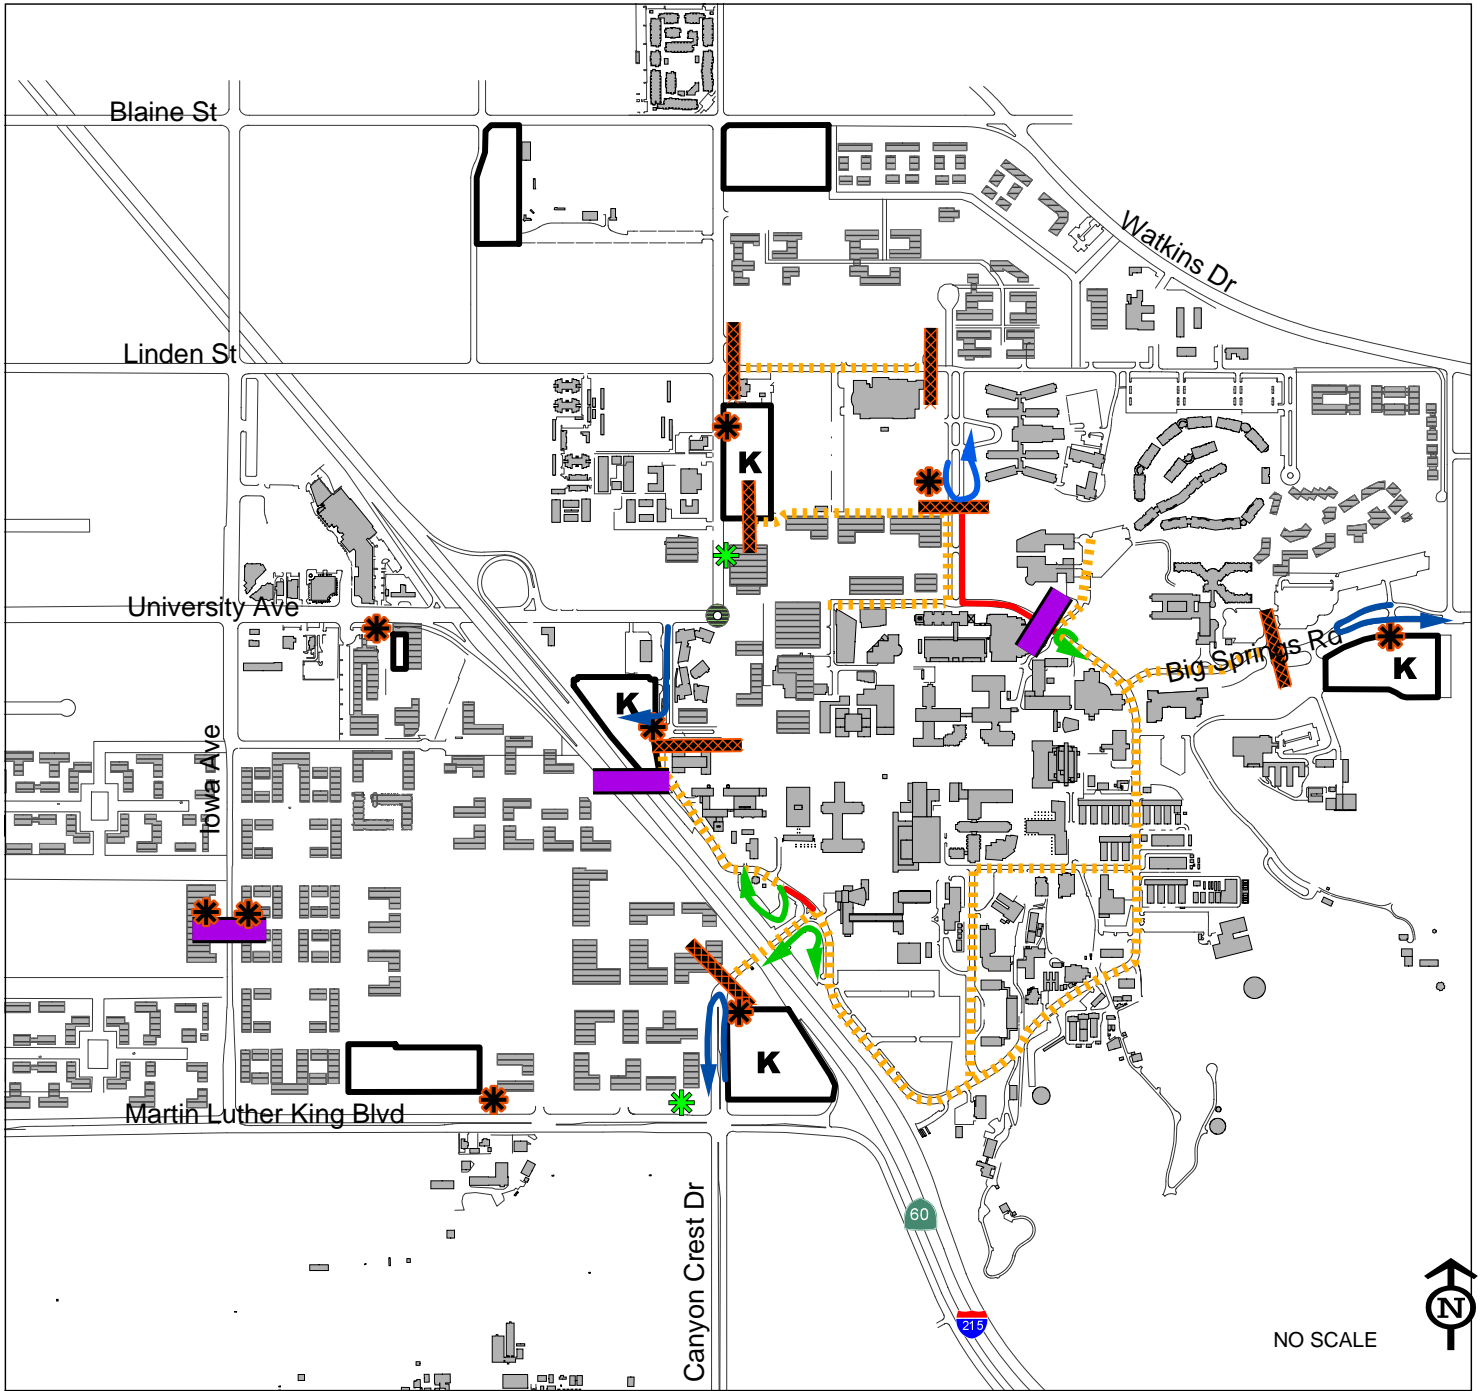 Blaine St
Watkins Dr
Linden St
K
University Ave
Big Springs Rd
K
K
Iowa Ave
K
Martin Luther King Blvd
Canyon Crest Dr
60
215
N
NO SCALE